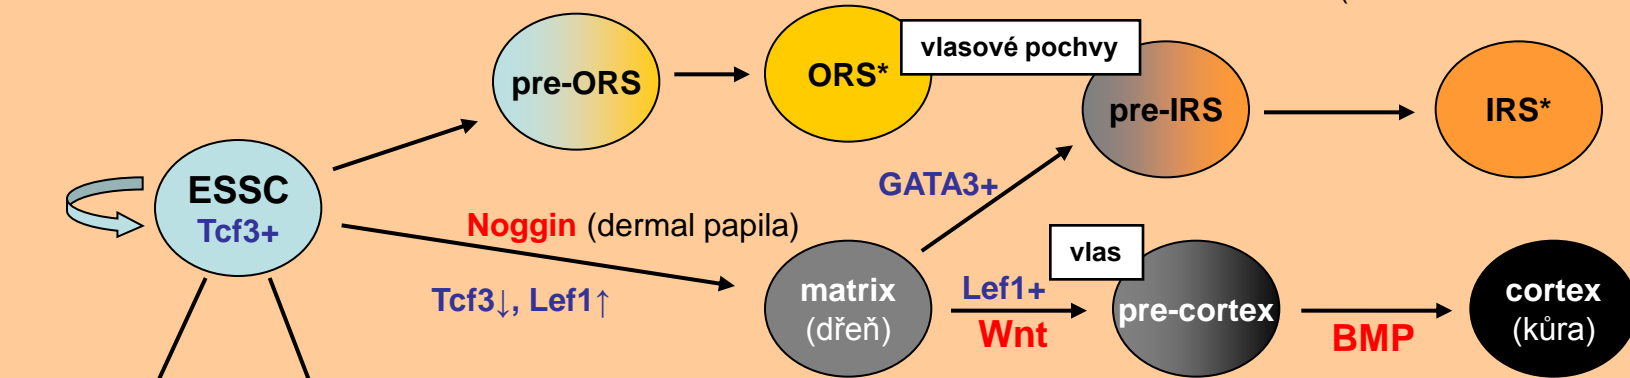 (
vlasové pochvy
pre-ORS
ORS*
pre-IRS
IRS*
ESSC
Tcf3+
GATA3+
Noggin (dermal papila)
vlas
Tcf3↓, Lef1↑
matrix
(dřeň)
Lef1+
Wnt
pre-cortex
BMP
cortex
(kůra)